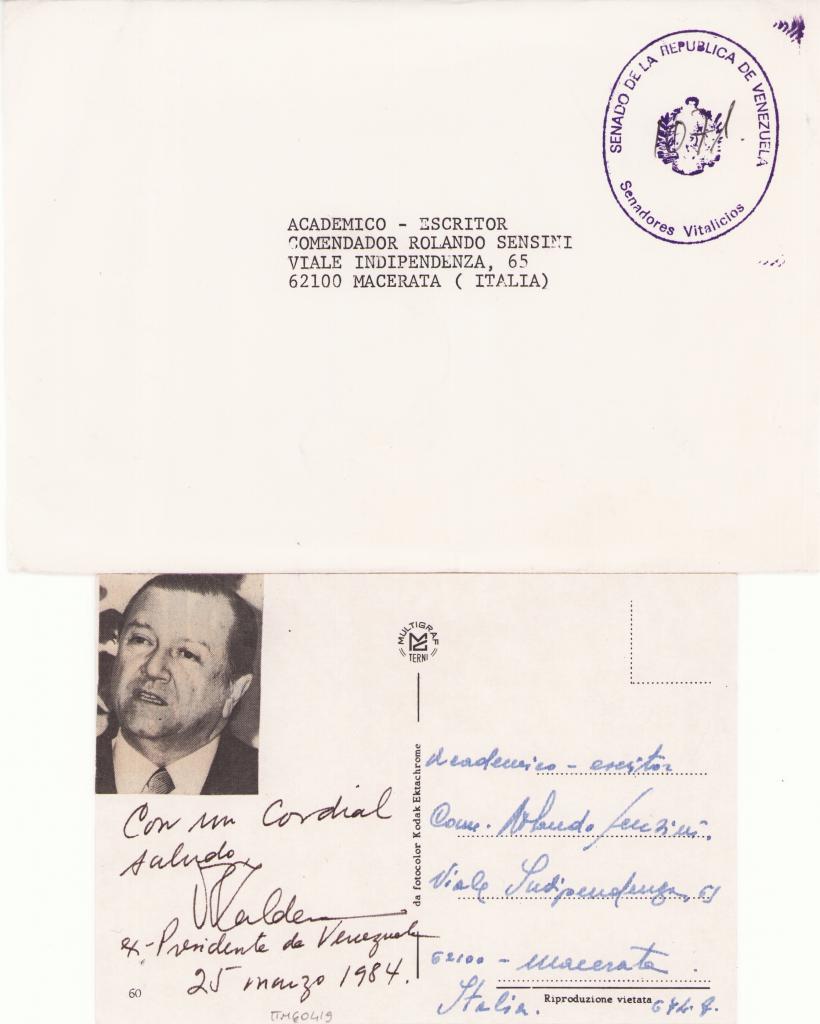 SENADO DE LA REPUBLICA DE VENEZUELA
Senadores Vitalicios
ACADEMICO - ESCRITOR
COMENDADOR ROLANDO SENSINI
VIALE INDIPENDENZA, 65
62100 MACERATA ( ITALIA)
MULTIGRAF
TERNI
da fotocolor Kodak Ektachrome
Con un Cordial
saludo,
ex-Presidente de Venezuela
25 marzo 1984.
60
Academico - escritor
Com. Rolando Sensini.
Viale Indipendenza, 65
62100 - Macerata.
Italia.
Riproduzione vietata